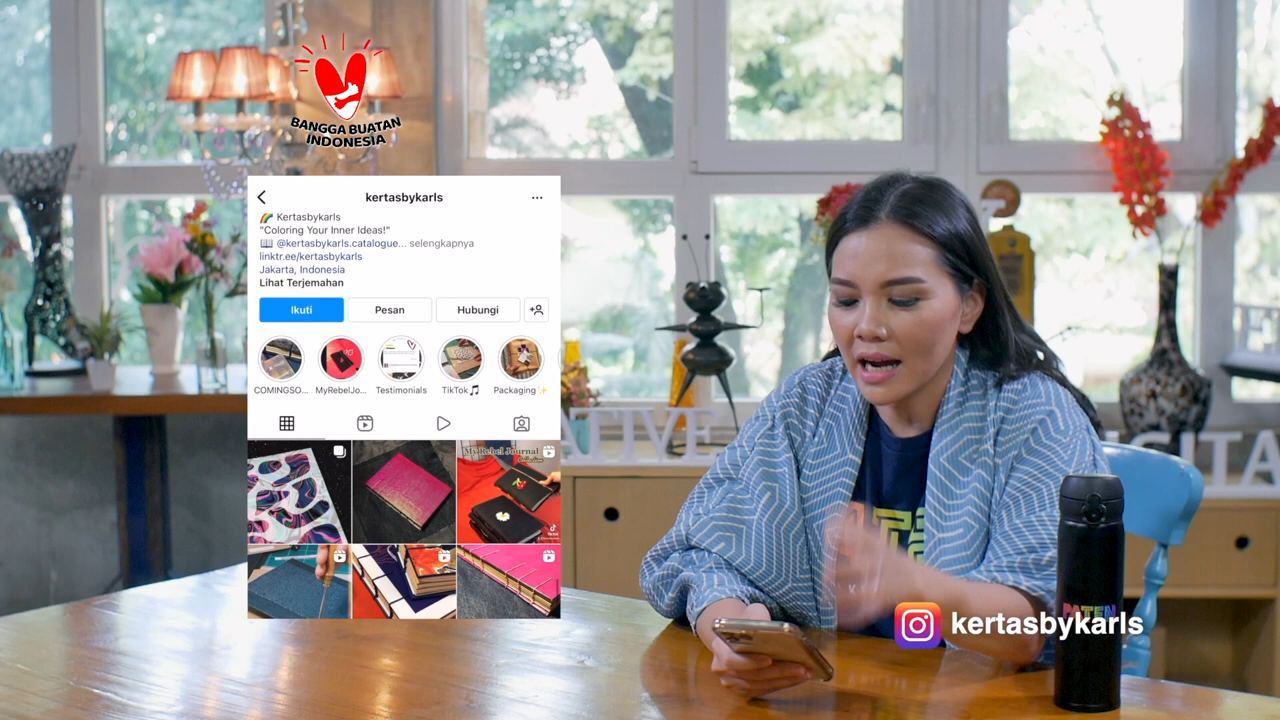 BANGGA BUATAN
INDONESIA
kertasbykarls
Kertasbykarls
"Coloring Your Inner Ideas!"
@kertasbykarls.catalogue... selengkapnya
linktr.ee/kertasbykarls
Jakarta, Indonesia
Lihat Terjemahan
Ikuti
Pesan
Hubungi
COMINGSO...
MyRebelJo...
Testimonials
TikTok
Packaging
My Rebel Journal
Collection
kertasbykarls